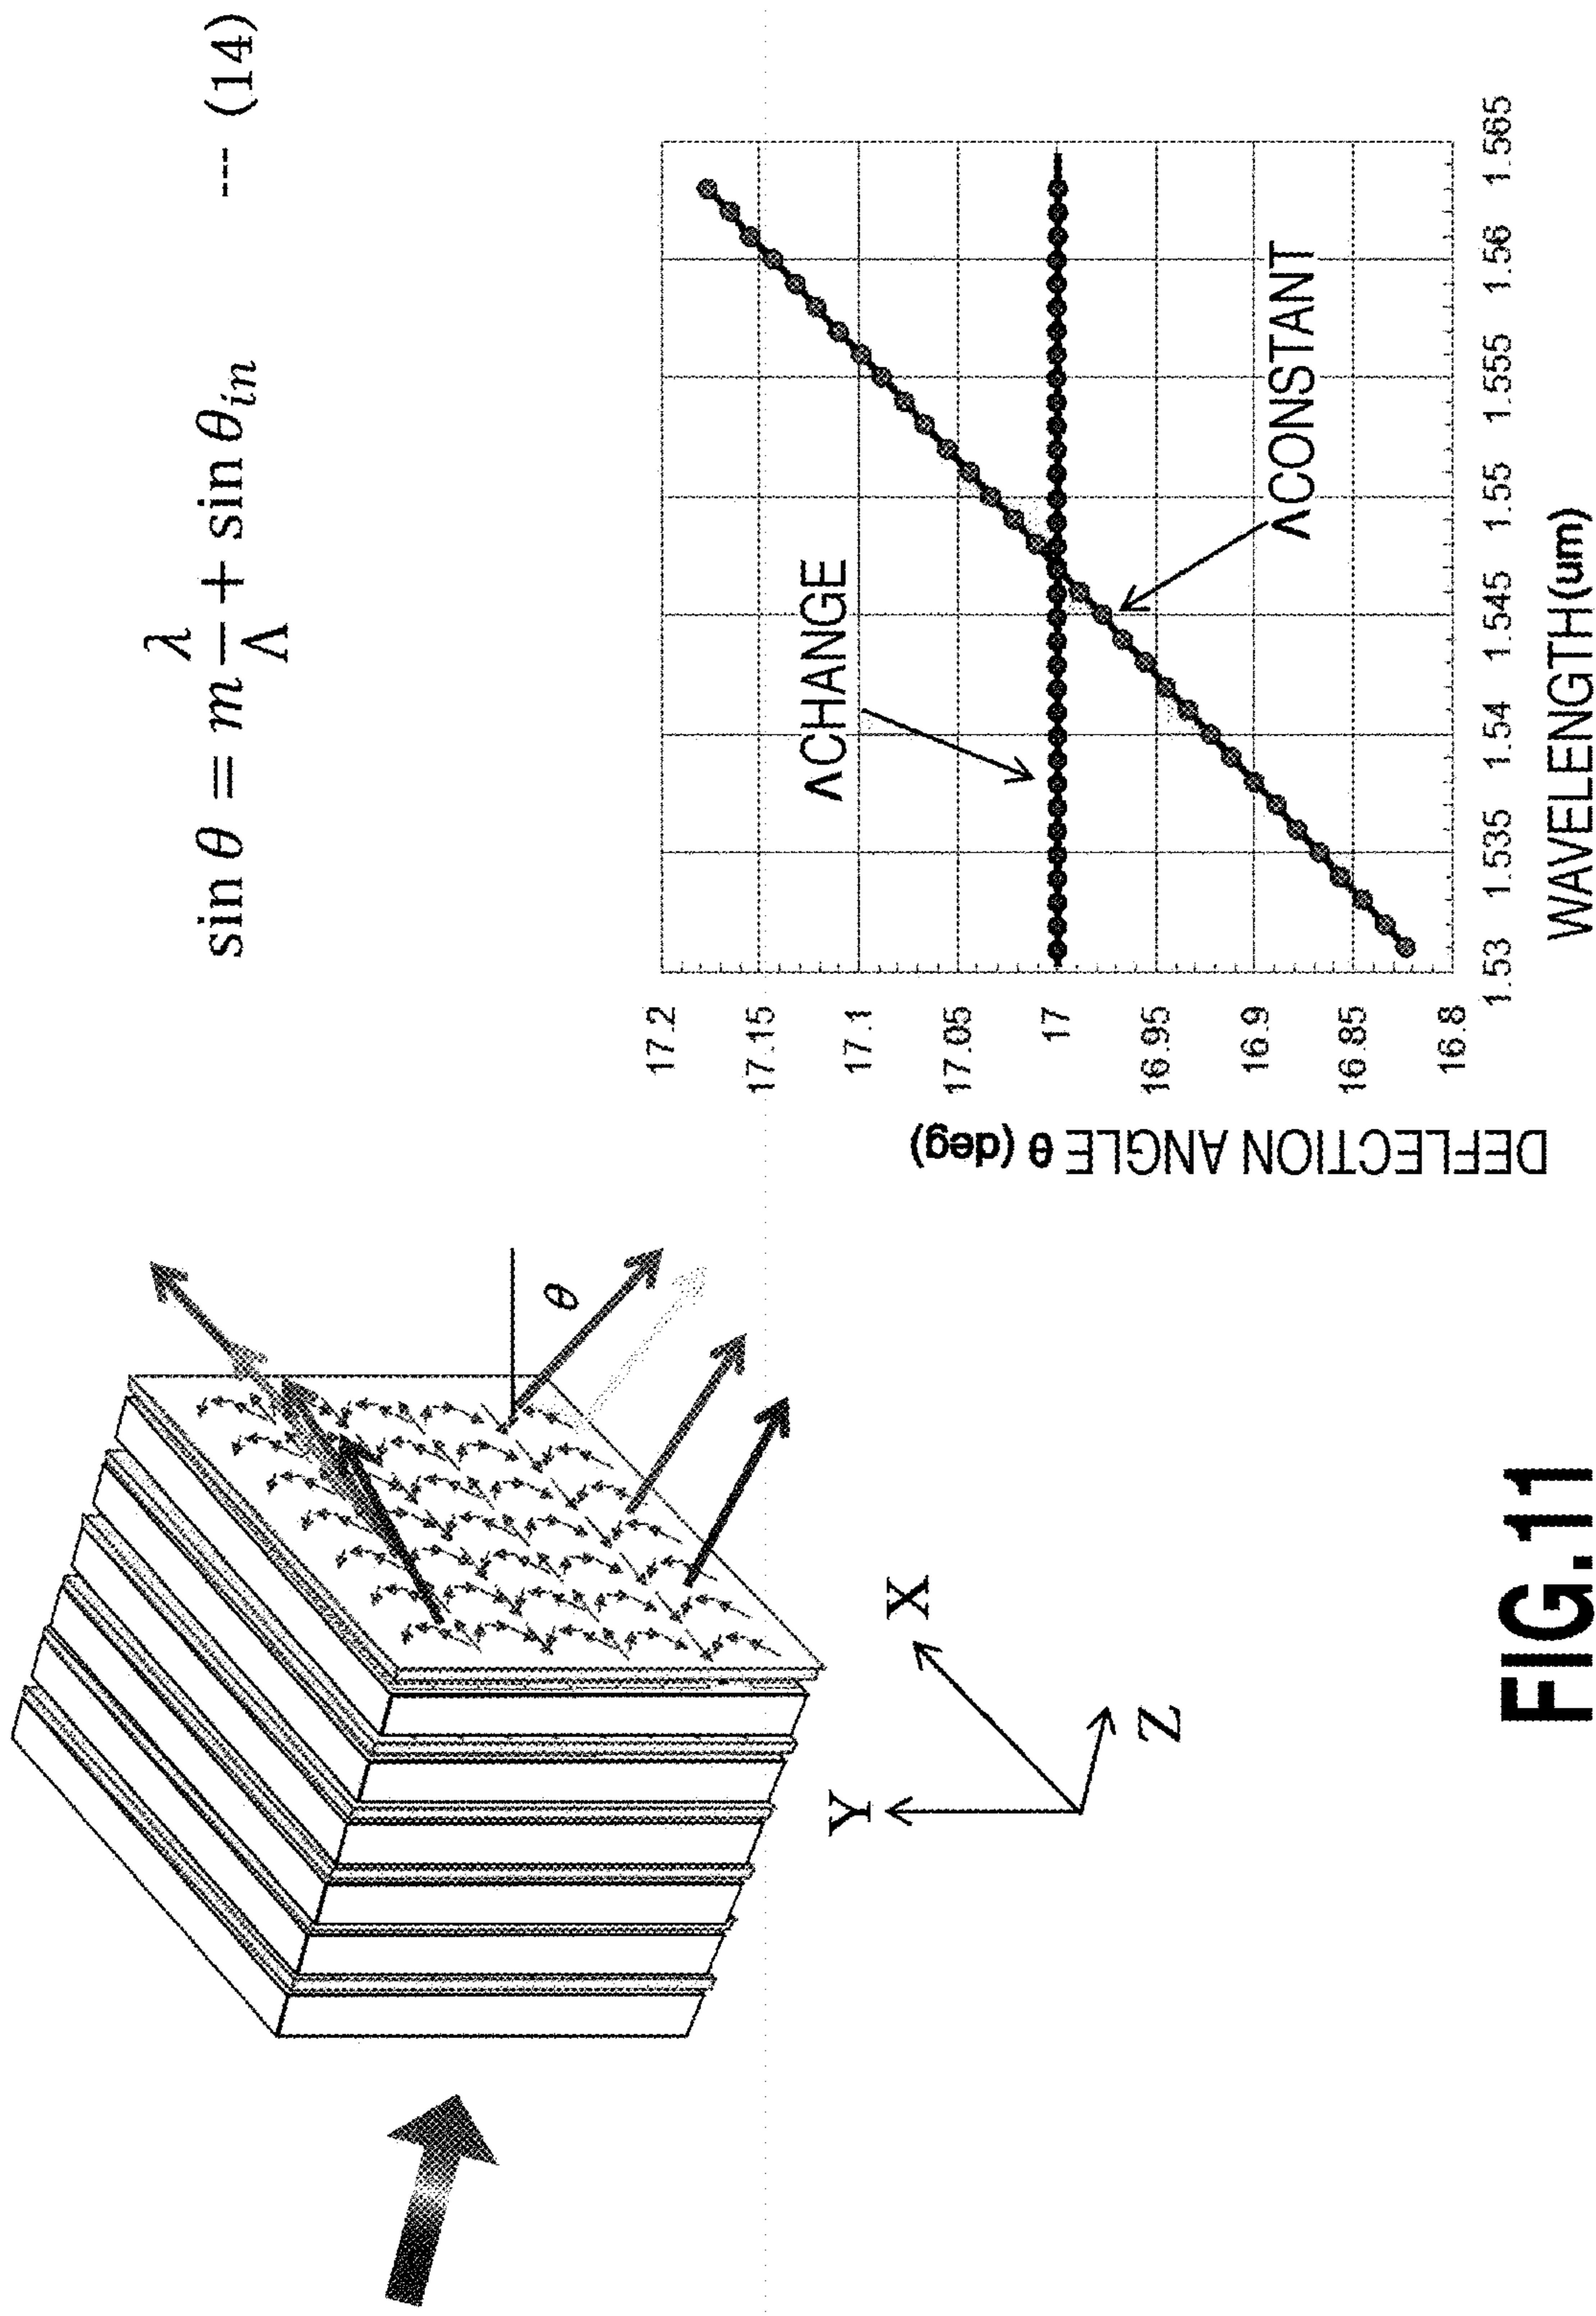 sin θ = m λ/Λ + sin θ_in --- (14)
θ
Y
X
Z
DEFLECTION ANGLE θ (deg)
17.2
17.15
17.1
17.05
17
16.95
16.9
16.85
16.8
ΛCHANGE
ΛCONSTANT
1.53 1.535 1.54 1.545 1.55 1.555 1.56 1.565
WAVELENGTH(um)
FIG.11